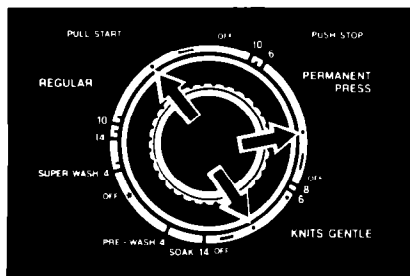 PULL START
OFF
10
6
PUSH STOP
REGULAR
PERMANENT
PRESS
10
14
SUPER WASH 4
OFF
OFF
8
6
PRE-WASH 4
SOAK 14 OFF
KNITS GENTLE